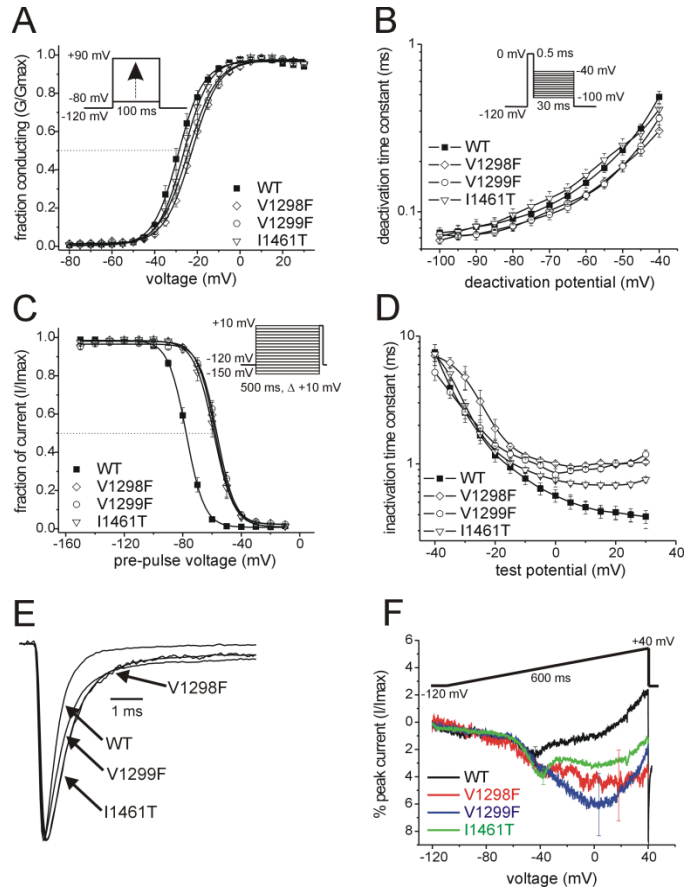 A
fraction conducting (G/Gmax)
1.0
0.8
0.6
0.4
0.2
0.0
+90 mV
-80 mV
-120 mV
100 ms
WT
V1298F
V1299F
I1461T
-80 -60 -40 -20 0 20
voltage (mV)
B
deactivation time constant (ms)
1
0.1
0 mV
0.5 ms
-40 mV
-100 mV
-120 mV
30 ms
WT
V1298F
V1299F
I1461T
-100 -90 -80 -70 -60 -50 -40
deactivation potential (mV)
C
fraction of current (I/Imax)
1.0
0.8
0.6
0.4
0.2
0.0
+10 mV
-120 mV
-150 mV
500 ms, Δ +10 mV
WT
V1298F
V1299F
I1461T
-160 -120 -80 -40 0
pre-pulse voltage (mV)
D
inactivation time constant (ms)
10
1
WT
V1298F
V1299F
I1461T
-40 -20 0 20 40
test potential (mV)
E
V1298F
1 ms
WT
V1299F
I1461T
F
% peak current (I/Imax)
6
4
2
0
2
4
6
8
+40 mV
-120 mV
600 ms
WT
V1298F
V1299F
I1461T
-120 -80 -40 0 40
voltage (mV)